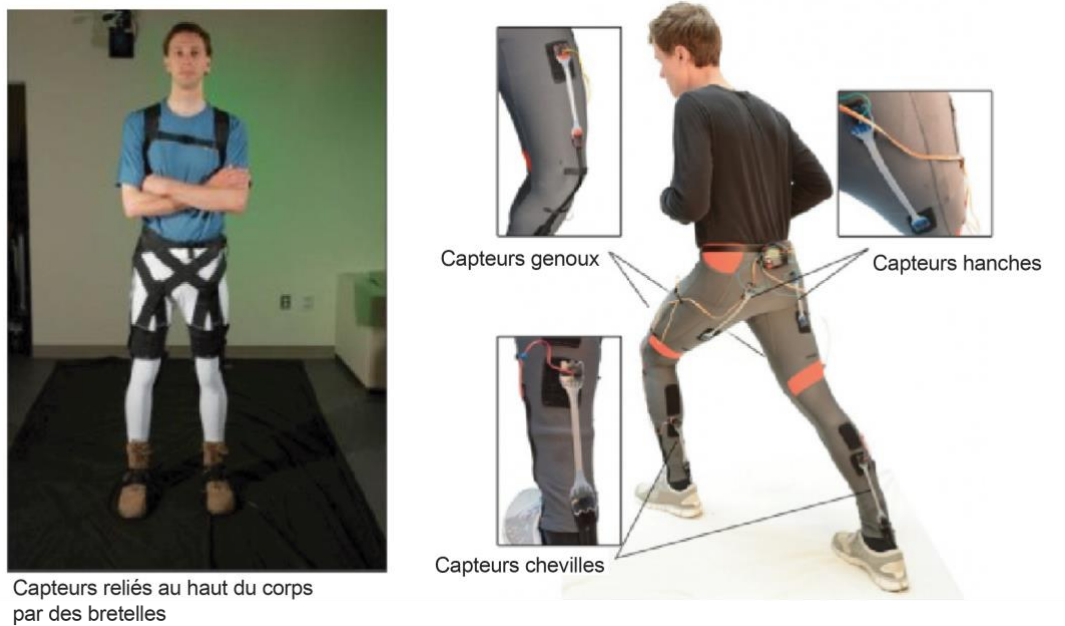 Capteurs genoux
Capteurs hanches
Capteurs chevilles
Capteurs reliés au haut du corps
par des bretelles